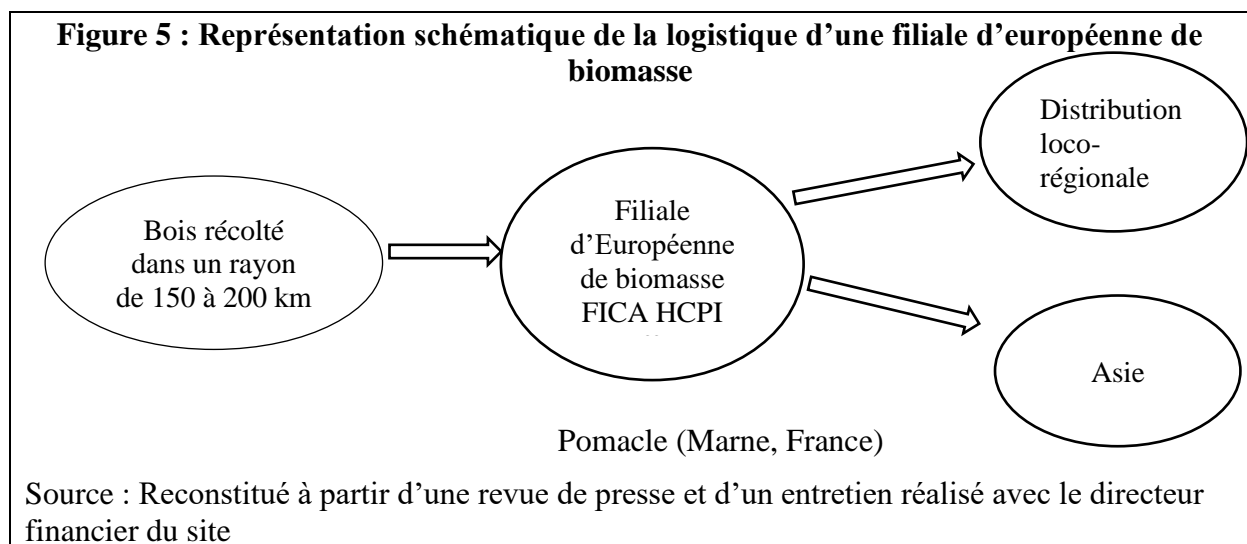 Figure 5 : Représentation schématique de la logistique d’une filiale d’européenne de
biomasse
Bois récolté
dans un rayon
de 150 à 200 km
Filiale
d’Européenne
de biomasse
FICA HCPI
Distribution
loco-
régionale
Asie
Pomacle (Marne, France)
Source : Reconstitué à partir d’une revue de presse et d’un entretien réalisé avec le directeur
financier du site